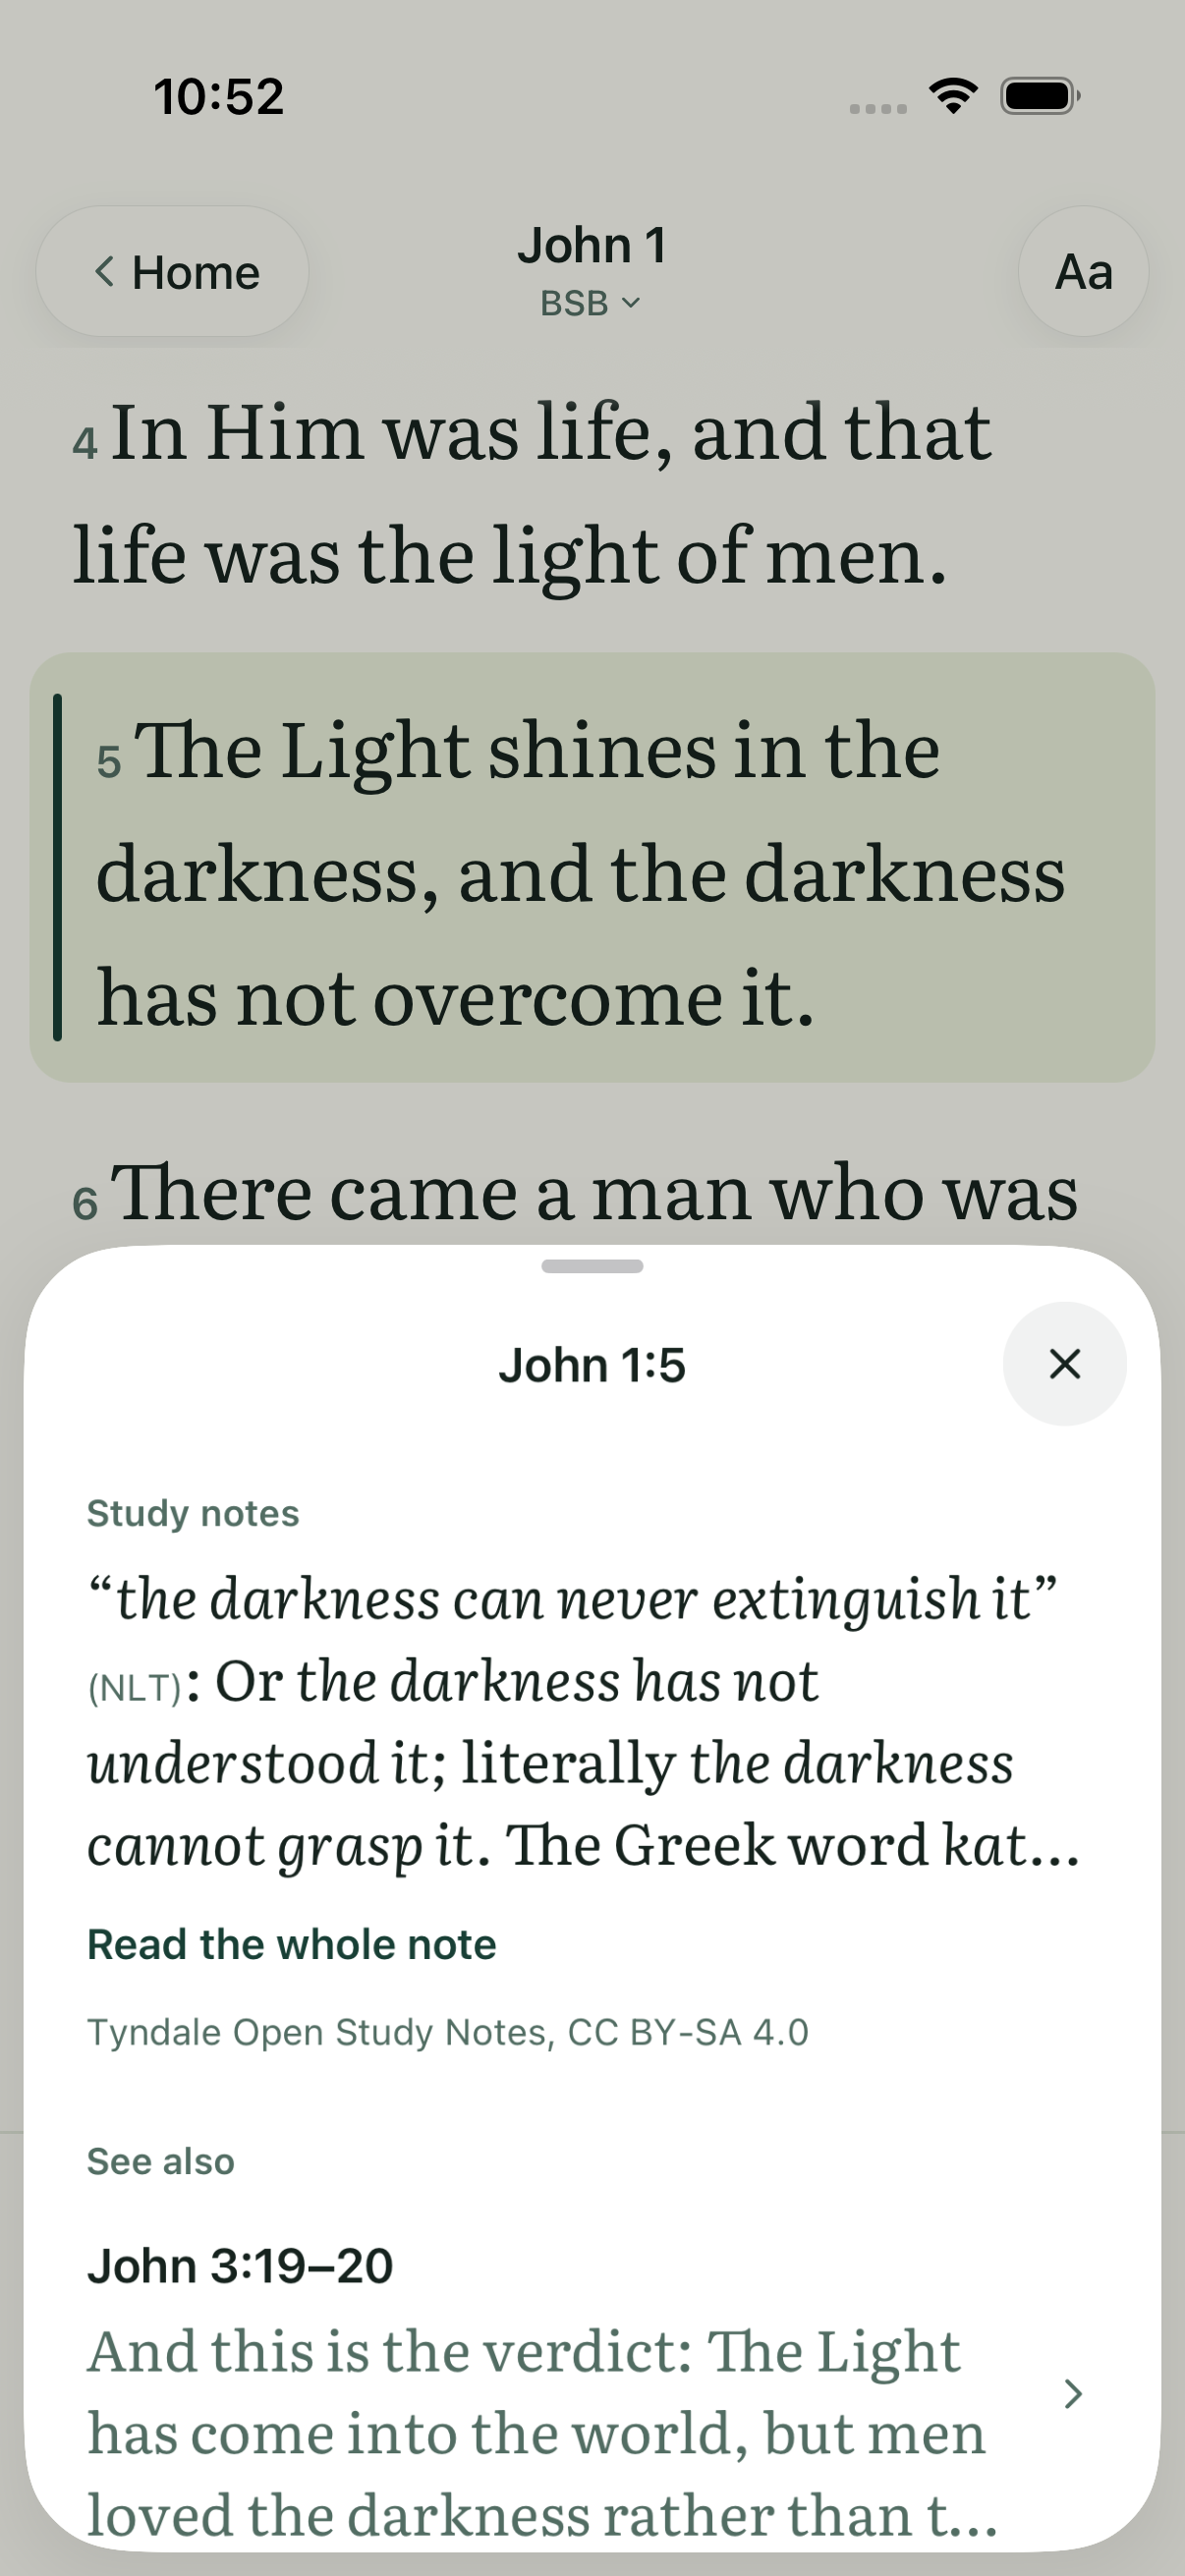 10:52
Home
John 1
BSB
Aa
4 In Him was life, and that
life was the light of men.
5 The Light shines in the
darkness, and the darkness
has not overcome it.
6 There came a man who was
John 1:5
Study notes
“the darkness can never extinguish it”
(NLT): Or the darkness has not
understood it; literally the darkness
cannot grasp it. The Greek word kat…
Read the whole note
Tyndale Open Study Notes, CC BY-SA 4.0
See also
John 3:19–20
And this is the verdict: The Light
has come into the world, but men
loved the darkness rather than t…